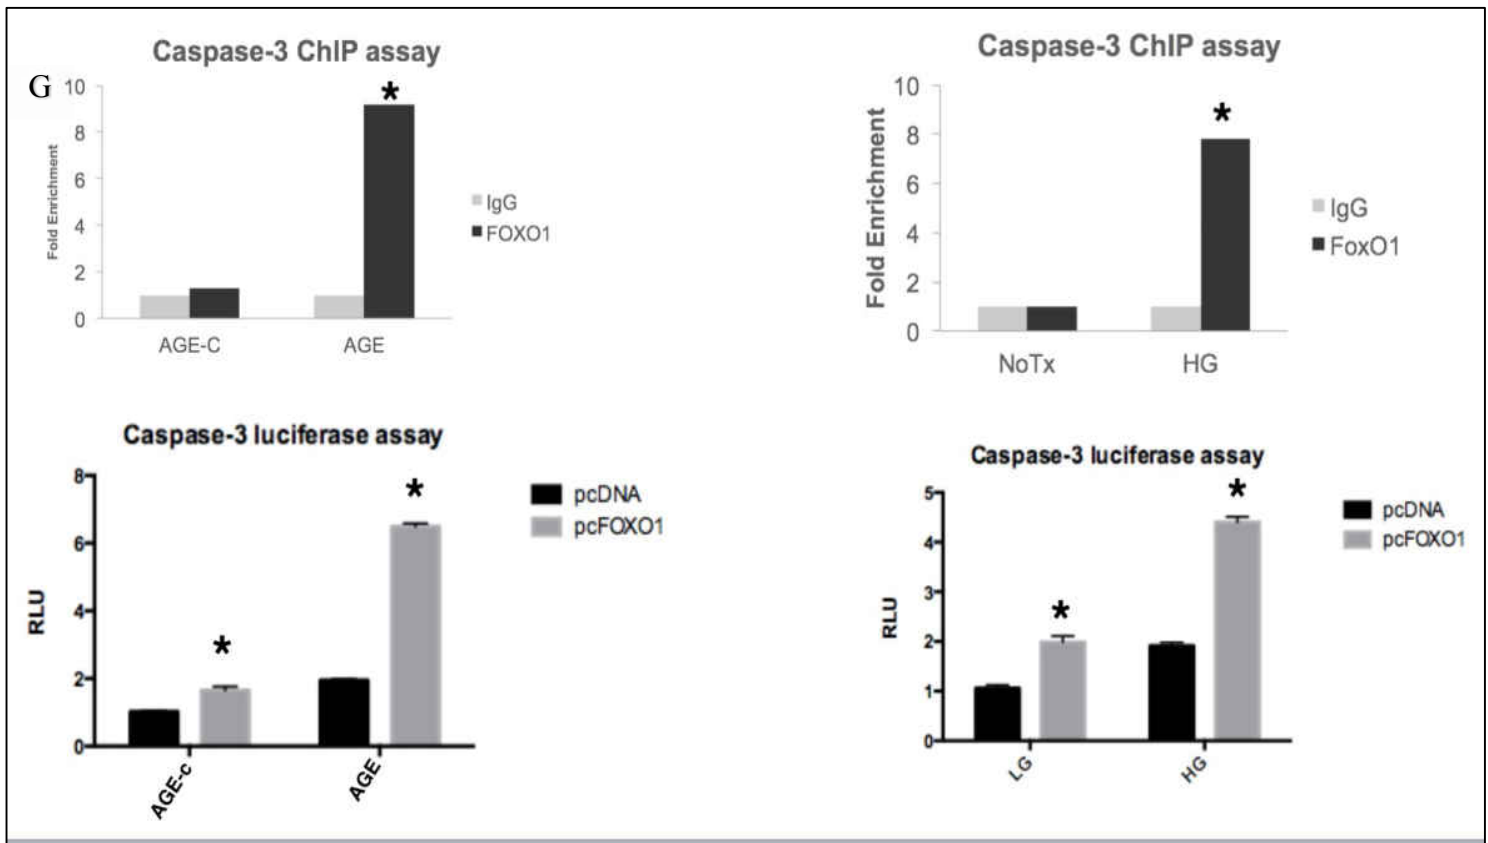 G
Caspase-3 ChIP assay
10
8
6
4
2
0
Fold Enrichment
*
IgG
FOXO1
AGE-C AGE
Caspase-3 ChIP assay
10
8
6
4
2
0
Fold Enrichment
*
IgG
FoxO1
NoTx HG
Caspase-3 luciferase assay
8
6
4
2
0
RLU
*
*
pcDNA
pcFOXO1
AGE-c AGE
Caspase-3 luciferase assay
5
4
3
2
1
0
RLU
*
*
pcDNA
pcFOXO1
LG HG